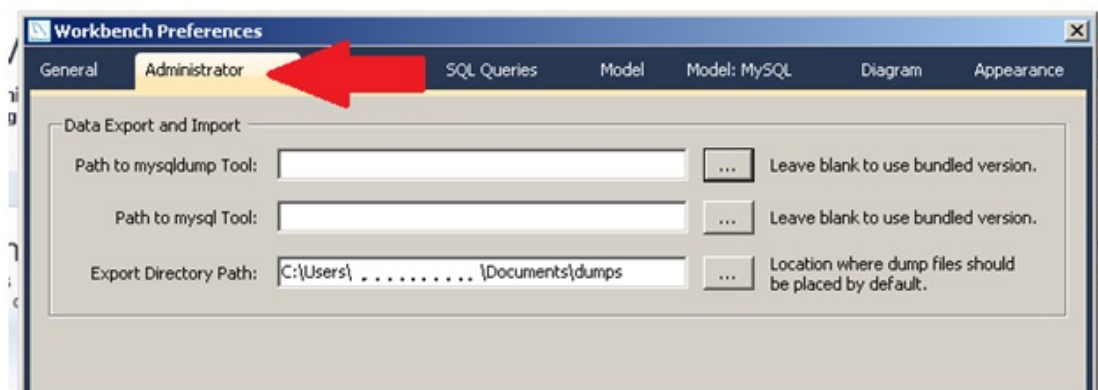 Workbench Preferences
General Administrator SQL Queries Model Model: MySQL Diagram Appearance
Data Export and Import
Path to mysqldump Tool: ... Leave blank to use bundled version.
Path to mysql Tool: ... Leave blank to use bundled version.
Export Directory Path: C:\Users\ . . . . . . . . . . . \Documents\dumps ... Location where dump files should
be placed by default.